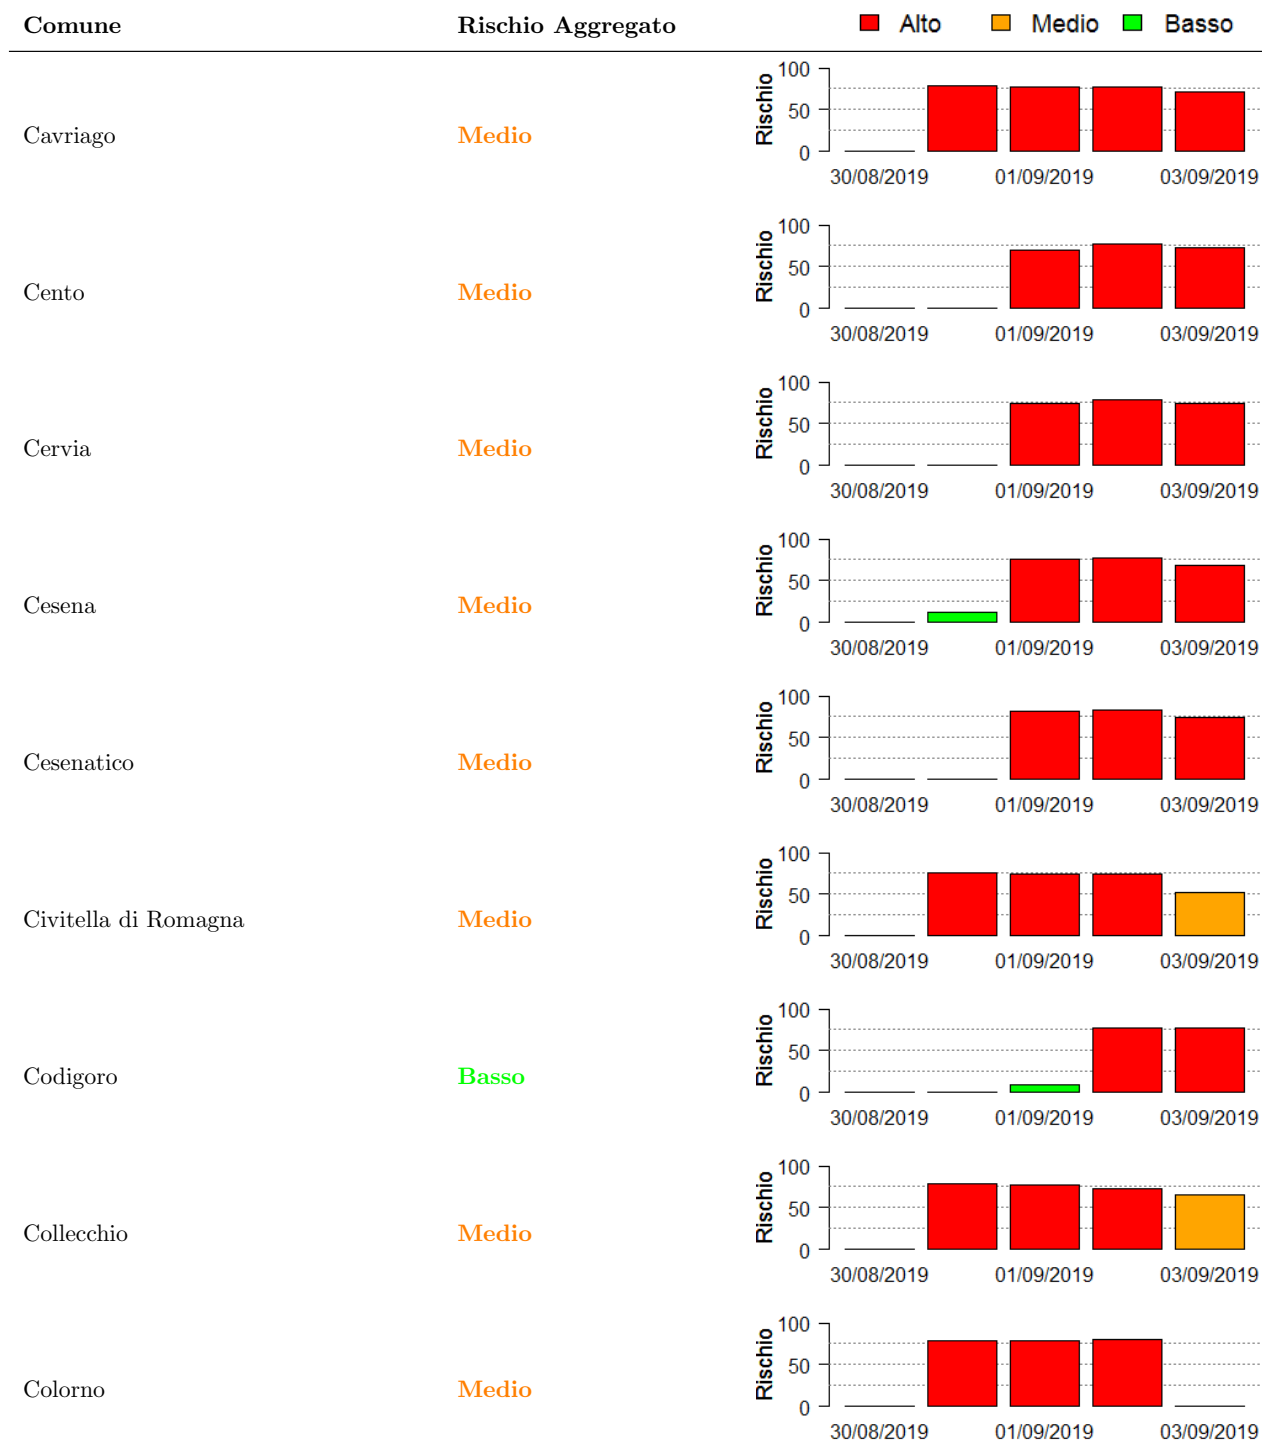 Comune Rischio Aggregato Alto Medio Basso
Cavriago Medio Rischio 100 50 0
30/08/2019 01/09/2019 03/09/2019
Cento Medio Rischio 100 50 0
30/08/2019 01/09/2019 03/09/2019
Cervia Medio Rischio 100 50 0
30/08/2019 01/09/2019 03/09/2019
Cesena Medio Rischio 100 50 0
30/08/2019 01/09/2019 03/09/2019
Cesenatico Medio Rischio 100 50 0
30/08/2019 01/09/2019 03/09/2019
Civitella di Romagna Medio Rischio 100 50 0
30/08/2019 01/09/2019 03/09/2019
Codigoro Basso Rischio 100 50 0
30/08/2019 01/09/2019 03/09/2019
Collecchio Medio Rischio 100 50 0
30/08/2019 01/09/2019 03/09/2019
Colorno Medio Rischio 100 50 0
30/08/2019 01/09/2019 03/09/2019